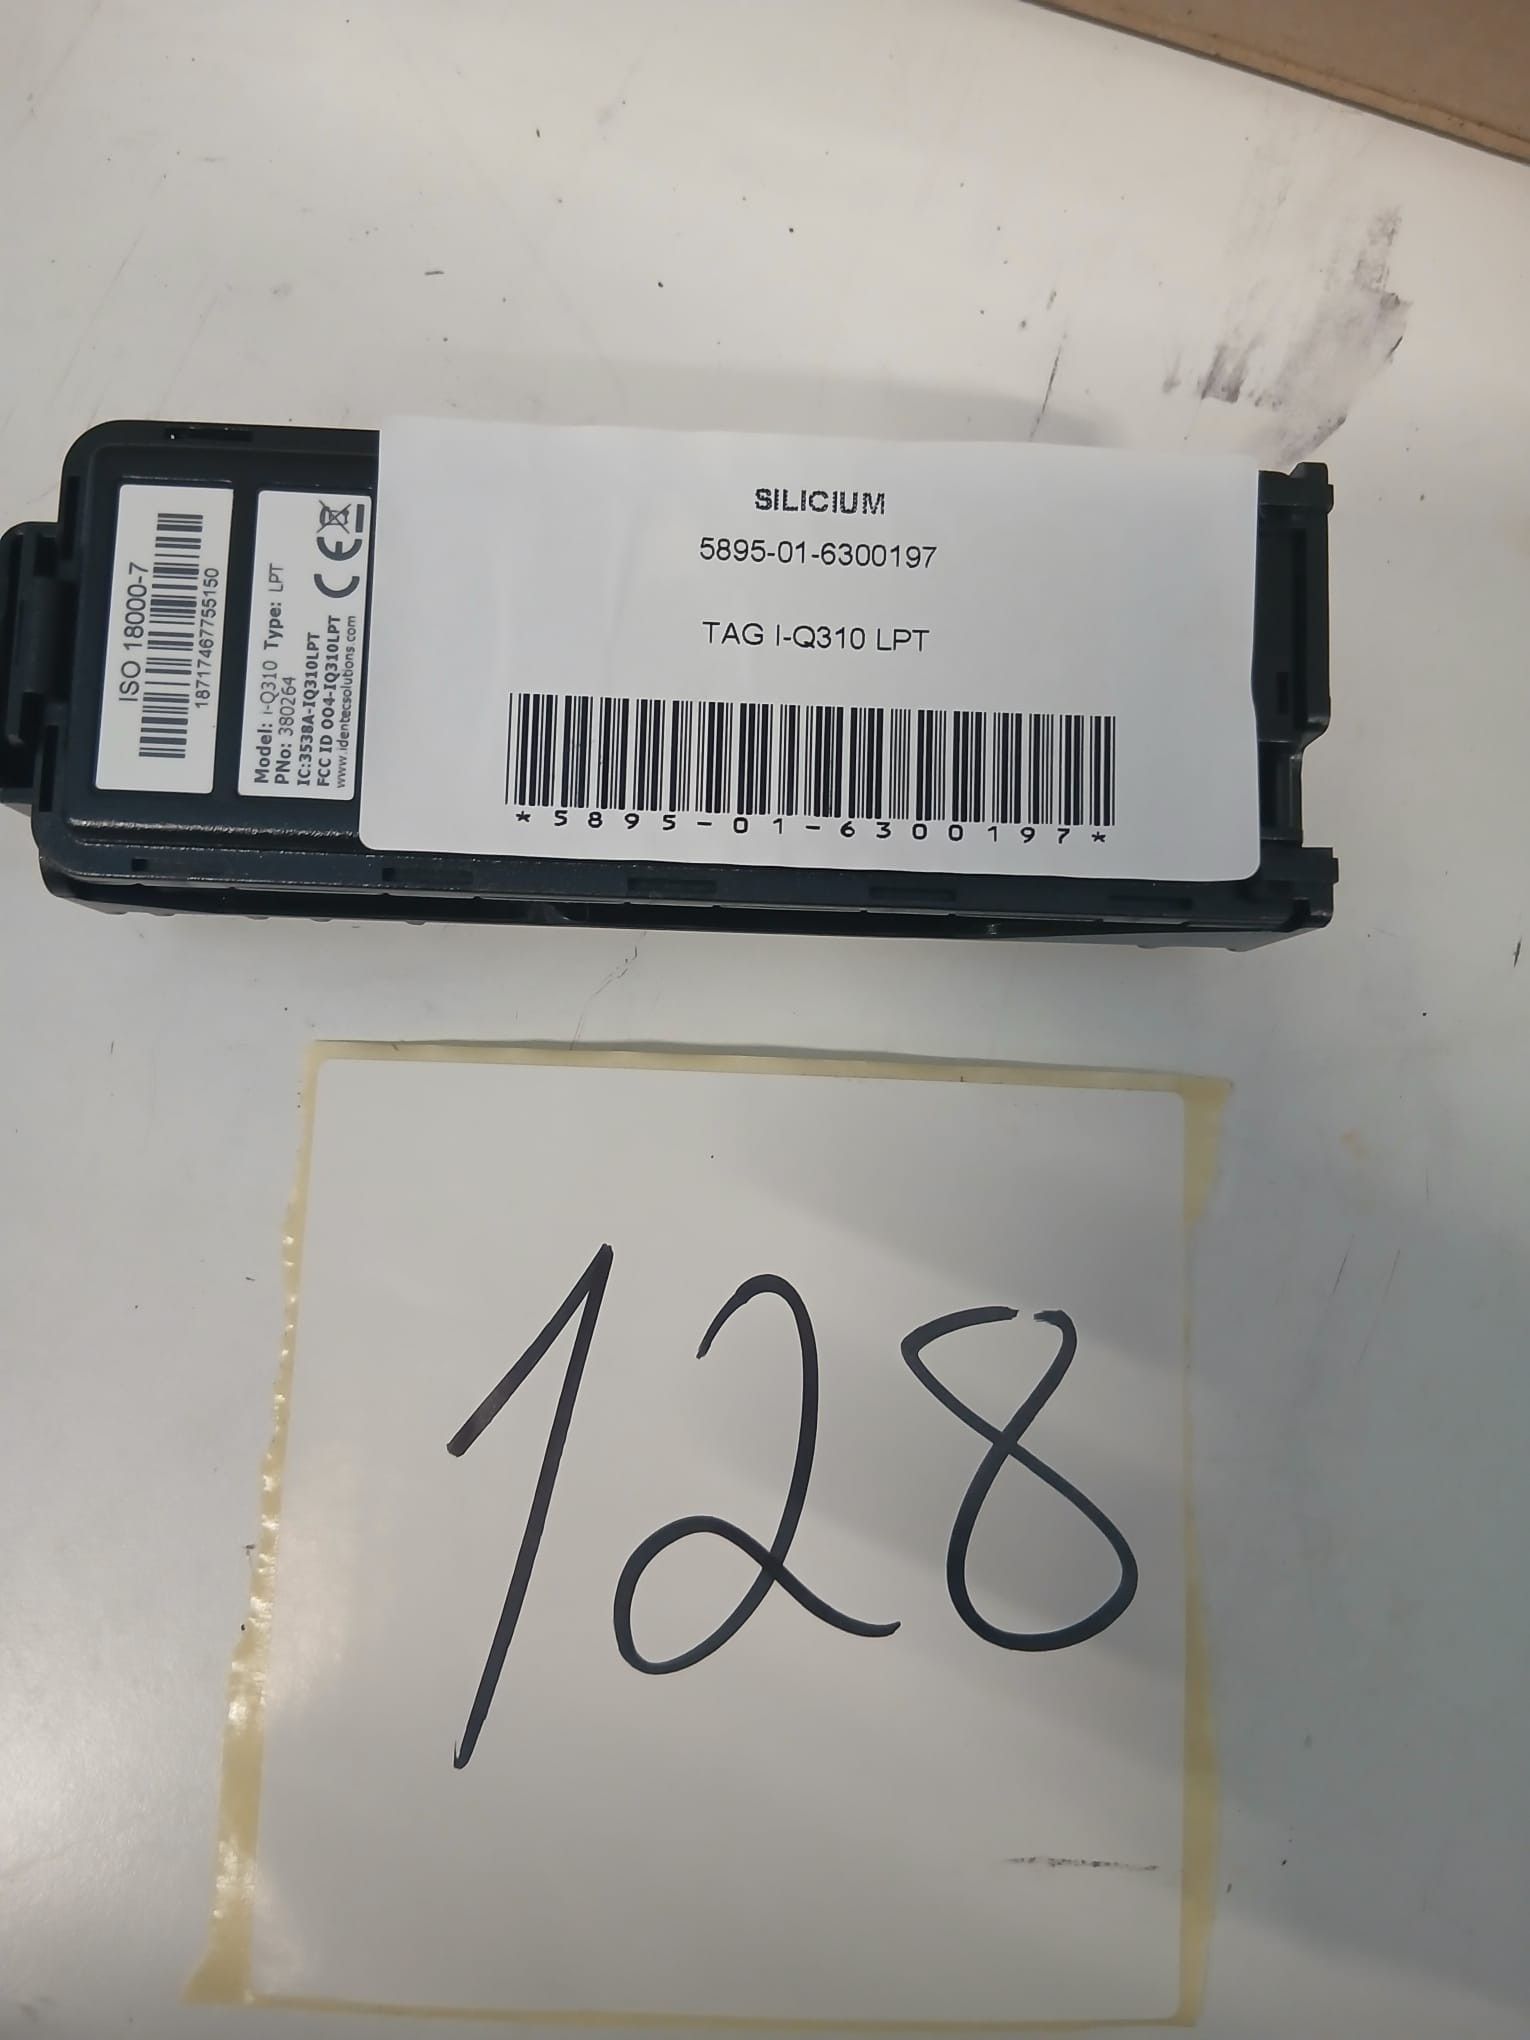 SILICIUM
5895-01-6300197
TAG I-Q310 LPT
*5895-01-6300197*
ISO 18000-7
18717467755150
Model: i-Q310 Type: LPT
PNo: 380264
IC:3538A-IQ310LPT
FCC ID OO4-IQ310LPT
www.identecsolutions.com
CE
128